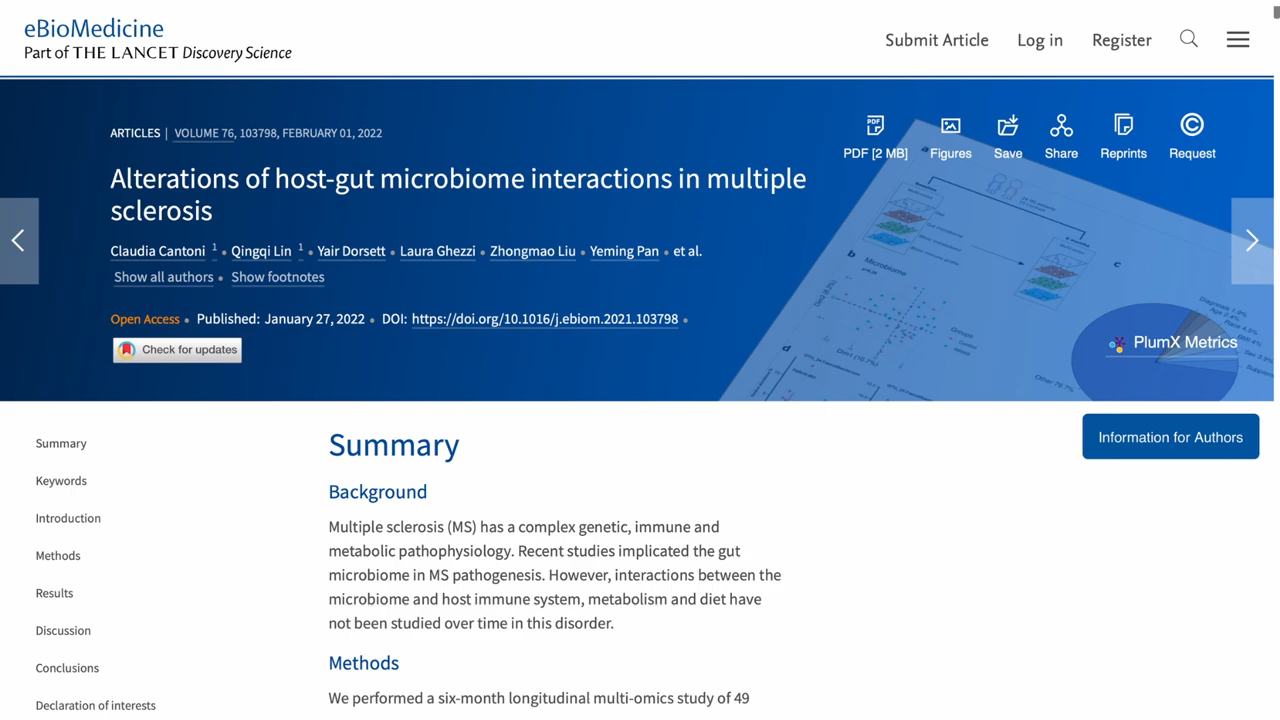 eBioMedicine
Part of THE LANCET Discovery Science
Submit Article
Log in
Register
ARTICLES | VOLUME 76, 103798, FEBRUARY 01, 2022
PDF [2 MB]
Figures
Save
Share
Reprints
Request
Alterations of host-gut microbiome interactions in multiple
sclerosis
Claudia Cantoni 1 • Qingqi Lin 1 • Yair Dorsett • Laura Ghezzi • Zhongmao Liu • Yeming Pan • et al.
Show all authors • Show footnotes
Open Access • Published: January 27, 2022 • DOI: https://doi.org/10.1016/j.ebiom.2021.103798 •
Check for updates
b Microbiome
c
d
Groups
Other 76.7%
PlumX Metrics
Information for Authors
Summary
Keywords
Introduction
Methods
Results
Discussion
Conclusions
Declaration of interests
Summary
Background
Multiple sclerosis (MS) has a complex genetic, immune and
metabolic pathophysiology. Recent studies implicated the gut
microbiome in MS pathogenesis. However, interactions between the
microbiome and host immune system, metabolism and diet have
not been studied over time in this disorder.
Methods
We performed a six-month longitudinal multi-omics study of 49